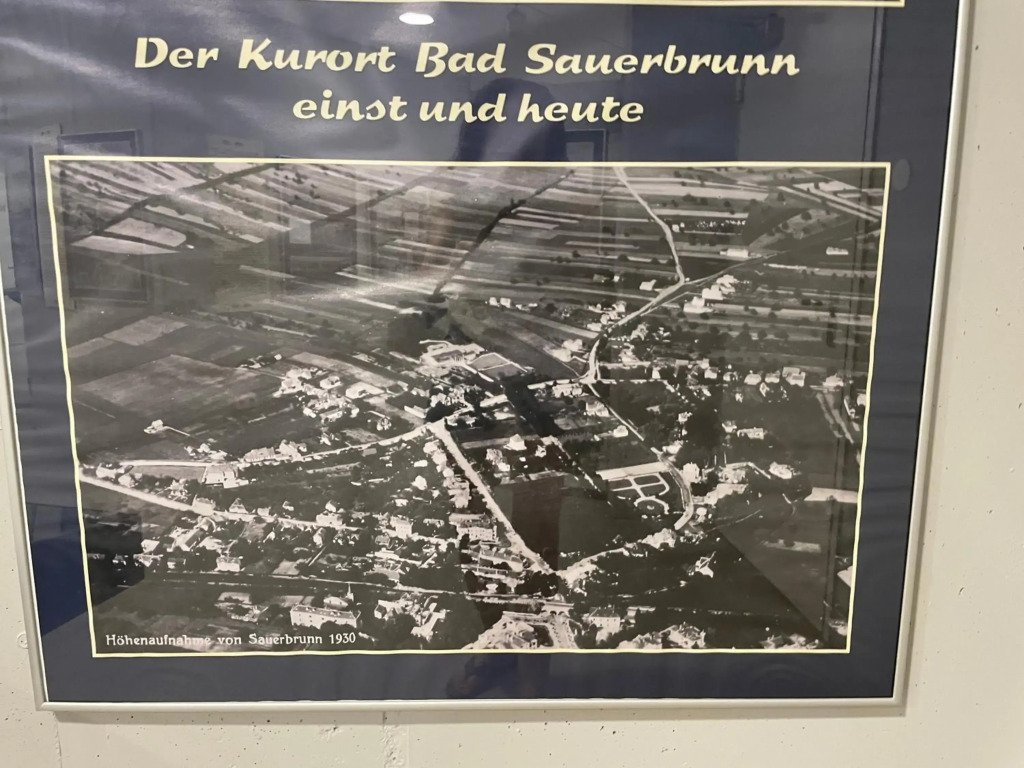 Der Kurort Bad Sauerbrunn
einst und heute
Höhenaufnahme von Sauerbrunn 1930